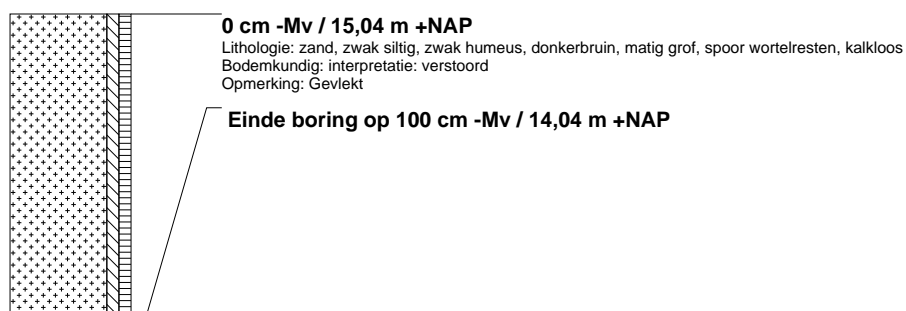 0 cm -Mv / 15,04 m +NAP
Lithologie: zand, zwak siltig, zwak humeus, donkerbruin, matig grof, spoor wortelresten, kalkloos
Bodemkundig: interpretatie: verstoord
Opmerking: Gevlekt
Einde boring op 100 cm -Mv / 14,04 m +NAP